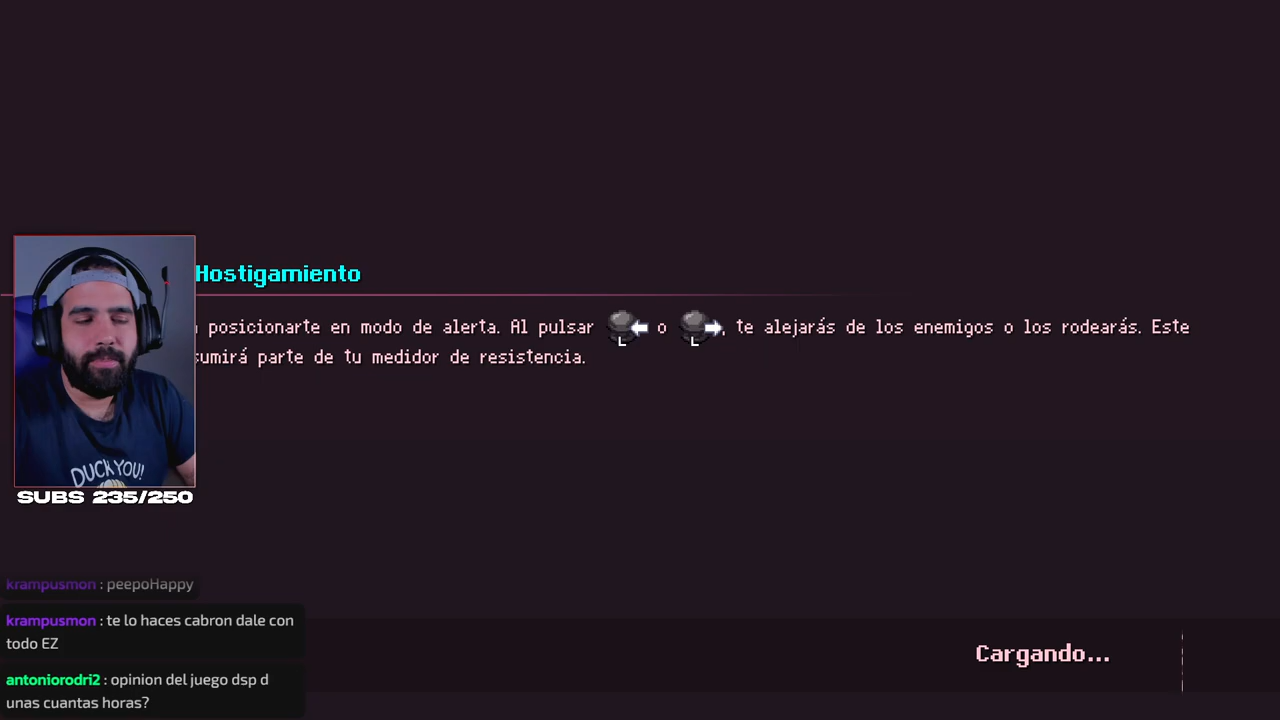 Hostigamiento
posicionarte en modo de alerta. Al pulsar L o L, te alejarás de los enemigos o los rodearás. Este
sumirá parte de tu medidor de resistencia.
DUCK YOU!
SUBS 235/250
krampusmon : peepoHappy
krampusmon : te lo haces cabron dale con
todo EZ
antoniorodri2 : opinion del juego dsp d
unas cuantas horas?
Cargando...